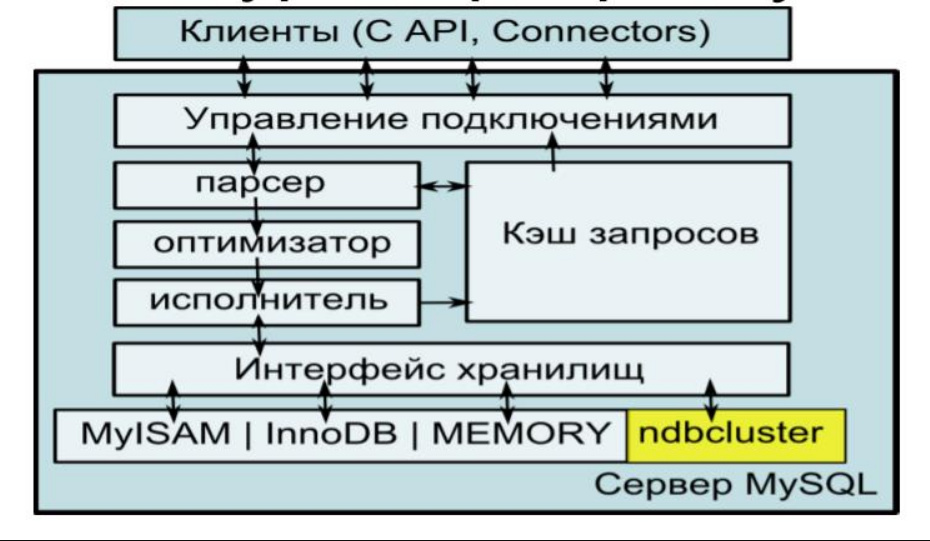 Клиенты (C API, Connectors)
Управление подключениями
парсер
оптимизатор
исполнитель
Кэш запросов
Интерфейс хранилищ
MyISAM | InnoDB | MEMORY
ndbcluster
Сервер MySQL